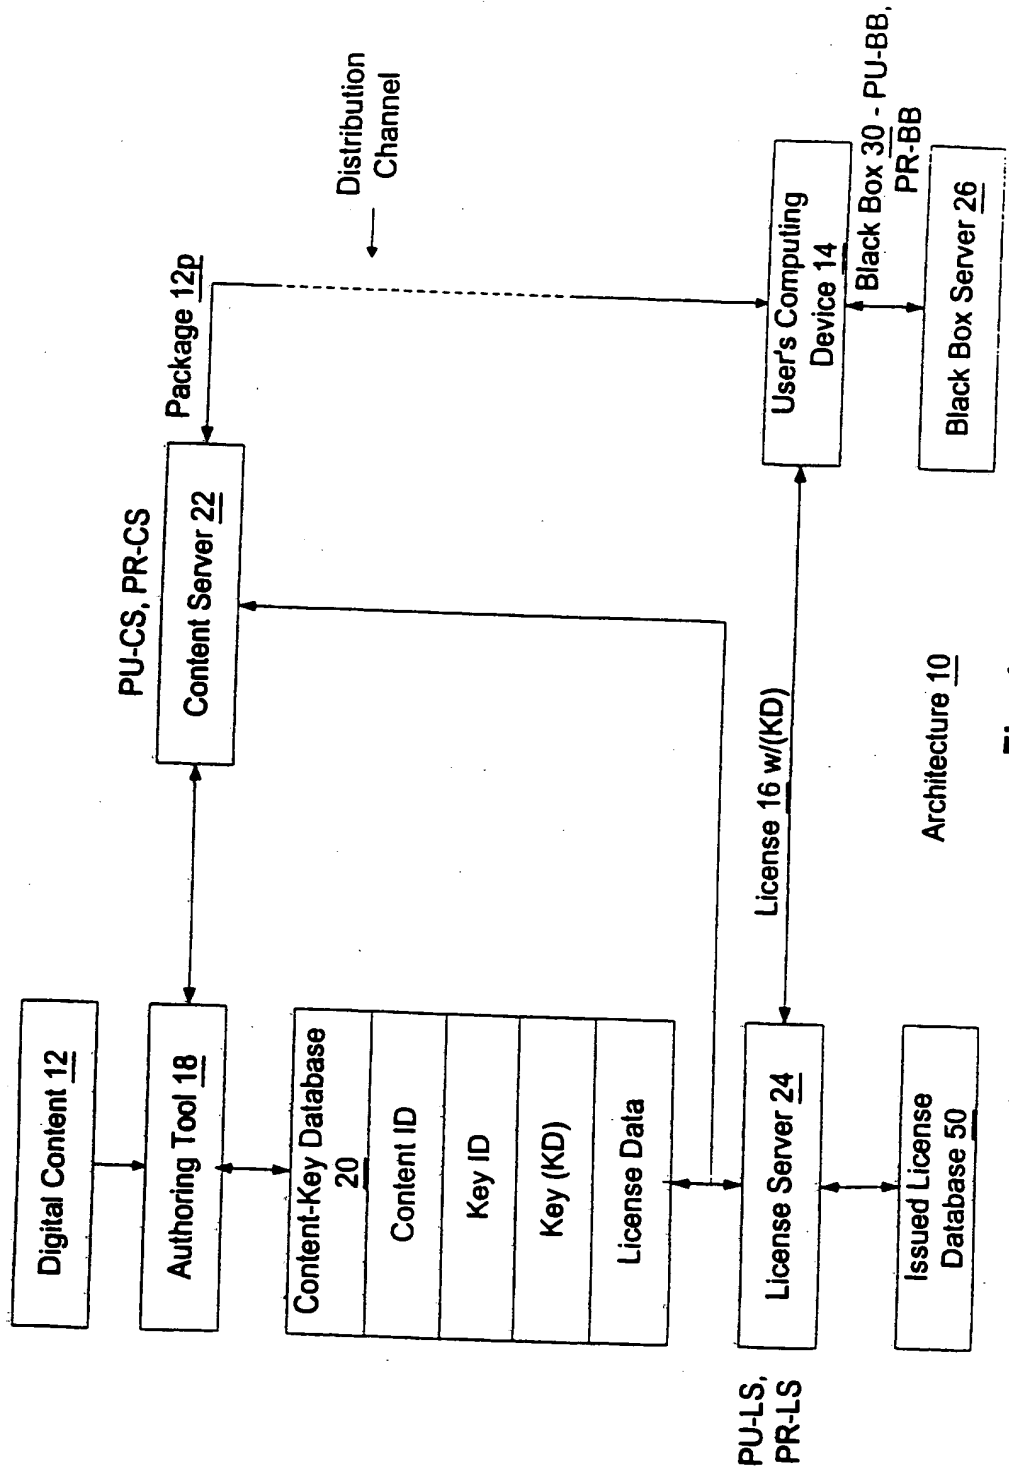 Digital Content 12
Authoring Tool 18
Content-Key Database
20
Content ID
Key ID
Key (KD)
License Data
PU-LS,
PR-LS
License Server 24
Issued License
Database 50
PU-CS, PR-CS
Content Server 22
Package 12p
Distribution
Channel
License 16 w/(KD)
User's Computing
Device 14
Black Box 30 - PU-BB,
PR-BB
Black Box Server 26
Architecture 10